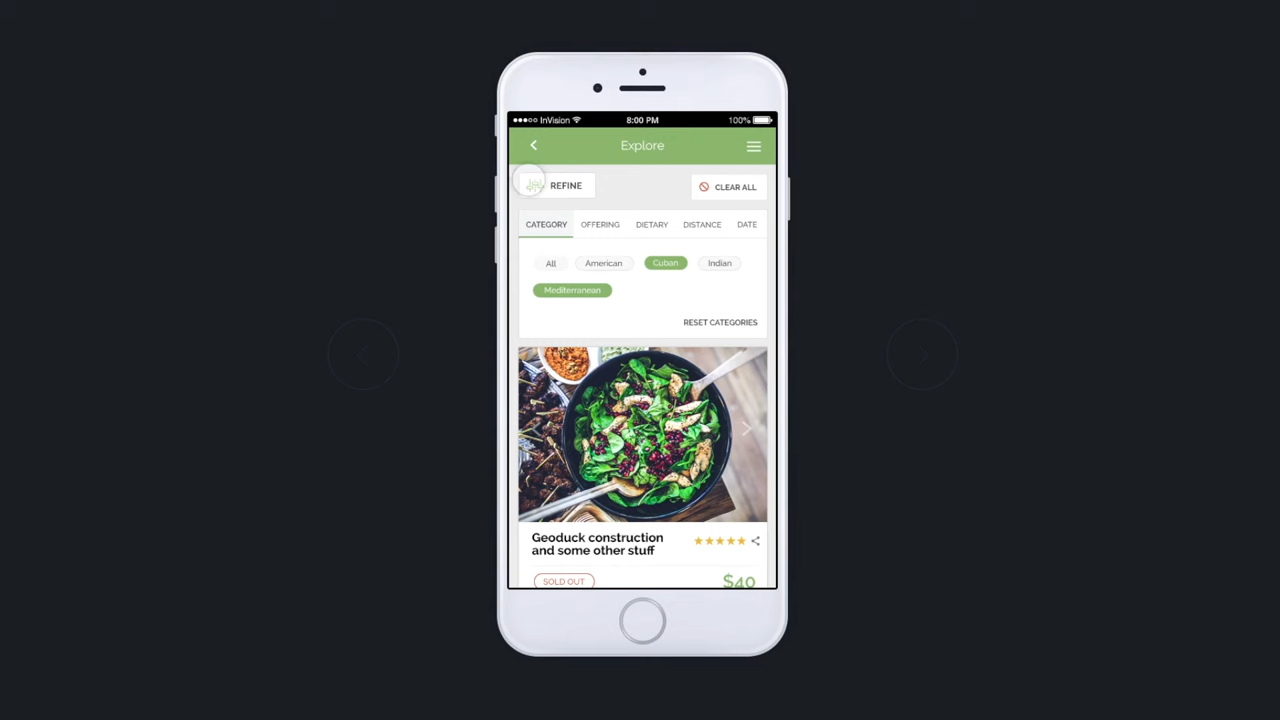 InVision 8:00 PM 100%
Explore
REFINE CLEAR ALL
CATEGORY OFFERING DIETARY DISTANCE DATE
All American Cuban Indian
Mediterranean
RESET CATEGORIES
Geoduck construction
and some other stuff
SOLD OUT $40